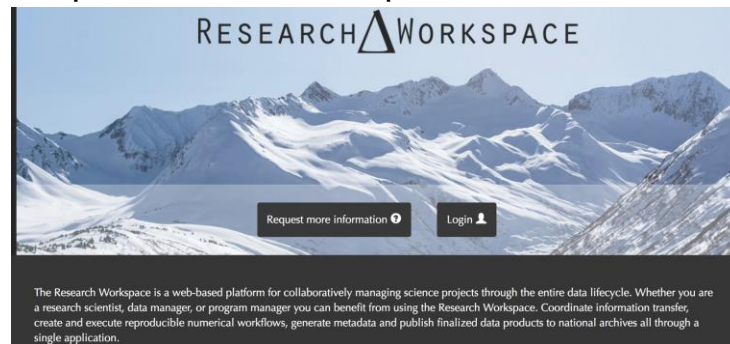 RESEARCH WORKSPACE
Request more information
Login
The Research Workspace is a web-based platform for collaboratively managing science projects through the entire data lifecycle. Whether you are
a research scientist, data manager, or program manager you can benefit from using the Research Workspace. Coordinate information transfer,
create and execute reproducible numerical workflows, generate metadata and publish finalized data products to national archives all through a
single application.